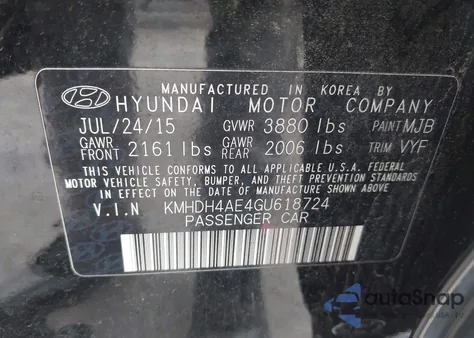 MANUFACTURED IN KOREA BY
HYUNDAI MOTOR COMPANY
JUL/24/15 GVWR 3880 lbs PAINT MJB
GAWR FRONT 2161 lbs GAWR REAR 2006 lbs TRIM VYF
THIS VEHICLE CONFORMS TO ALL APPLICABLE U.S.A. FEDERAL
MOTOR VEHICLE SAFETY, BUMPER, AND THEFT PREVENTION STANDARDS
IN EFFECT ON THE DATE OF MANUFACTURE SHOWN ABOVE.
V.I.N KMHDH4AE4GU618724
PASSENGER CAR
autoSnap